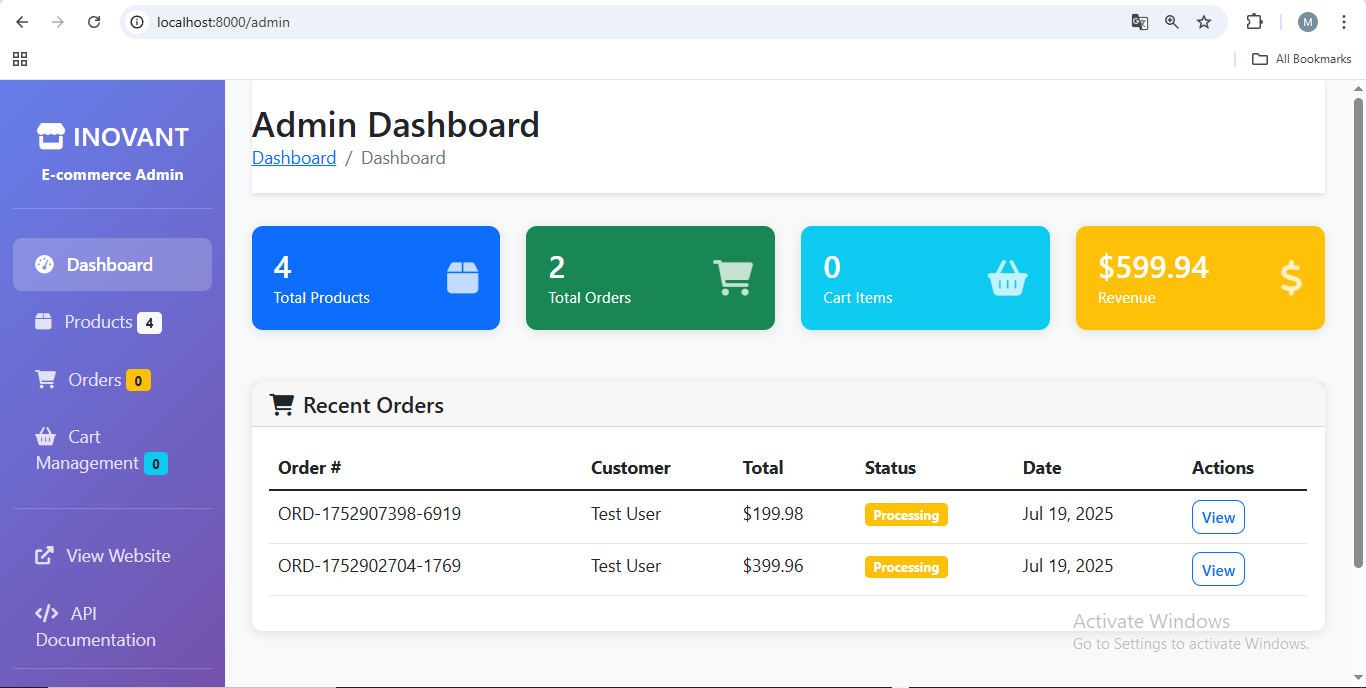 localhost:8000/admin
M
All Bookmarks
INOVANT
E-commerce Admin
Dashboard
Products 4
Orders 0
Cart
Management 0
View Website
API
Documentation
Admin Dashboard
Dashboard / Dashboard
4
Total Products
2
Total Orders
0
Cart Items
$599.94
Revenue
$
Recent Orders
Order # Customer Total Status Date Actions
ORD-1752907398-6919 Test User $199.98 Processing Jul 19, 2025 View
ORD-1752902704-1769 Test User $399.96 Processing Jul 19, 2025 View
Activate Windows
Go to Settings to activate Windows.